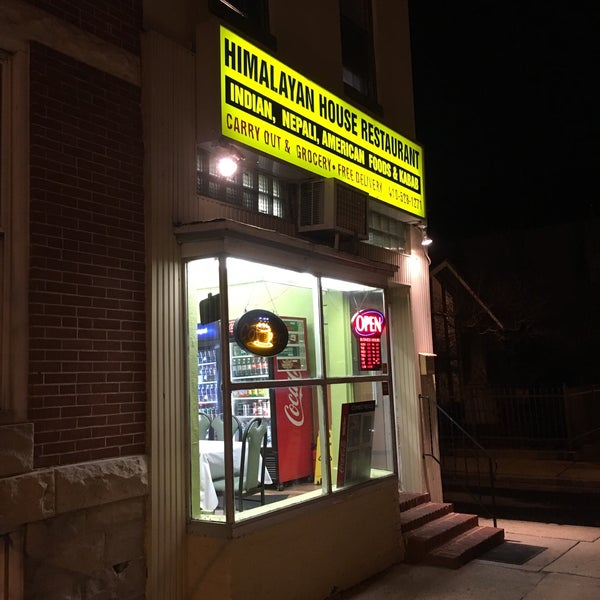 HIMALAYAN HOUSE RESTAURANT
INDIAN, NEPALI, AMERICAN FOODS & KABAB
CARRY OUT & GROCERY • FREE DELIVERY
OPEN
Coca-Cola